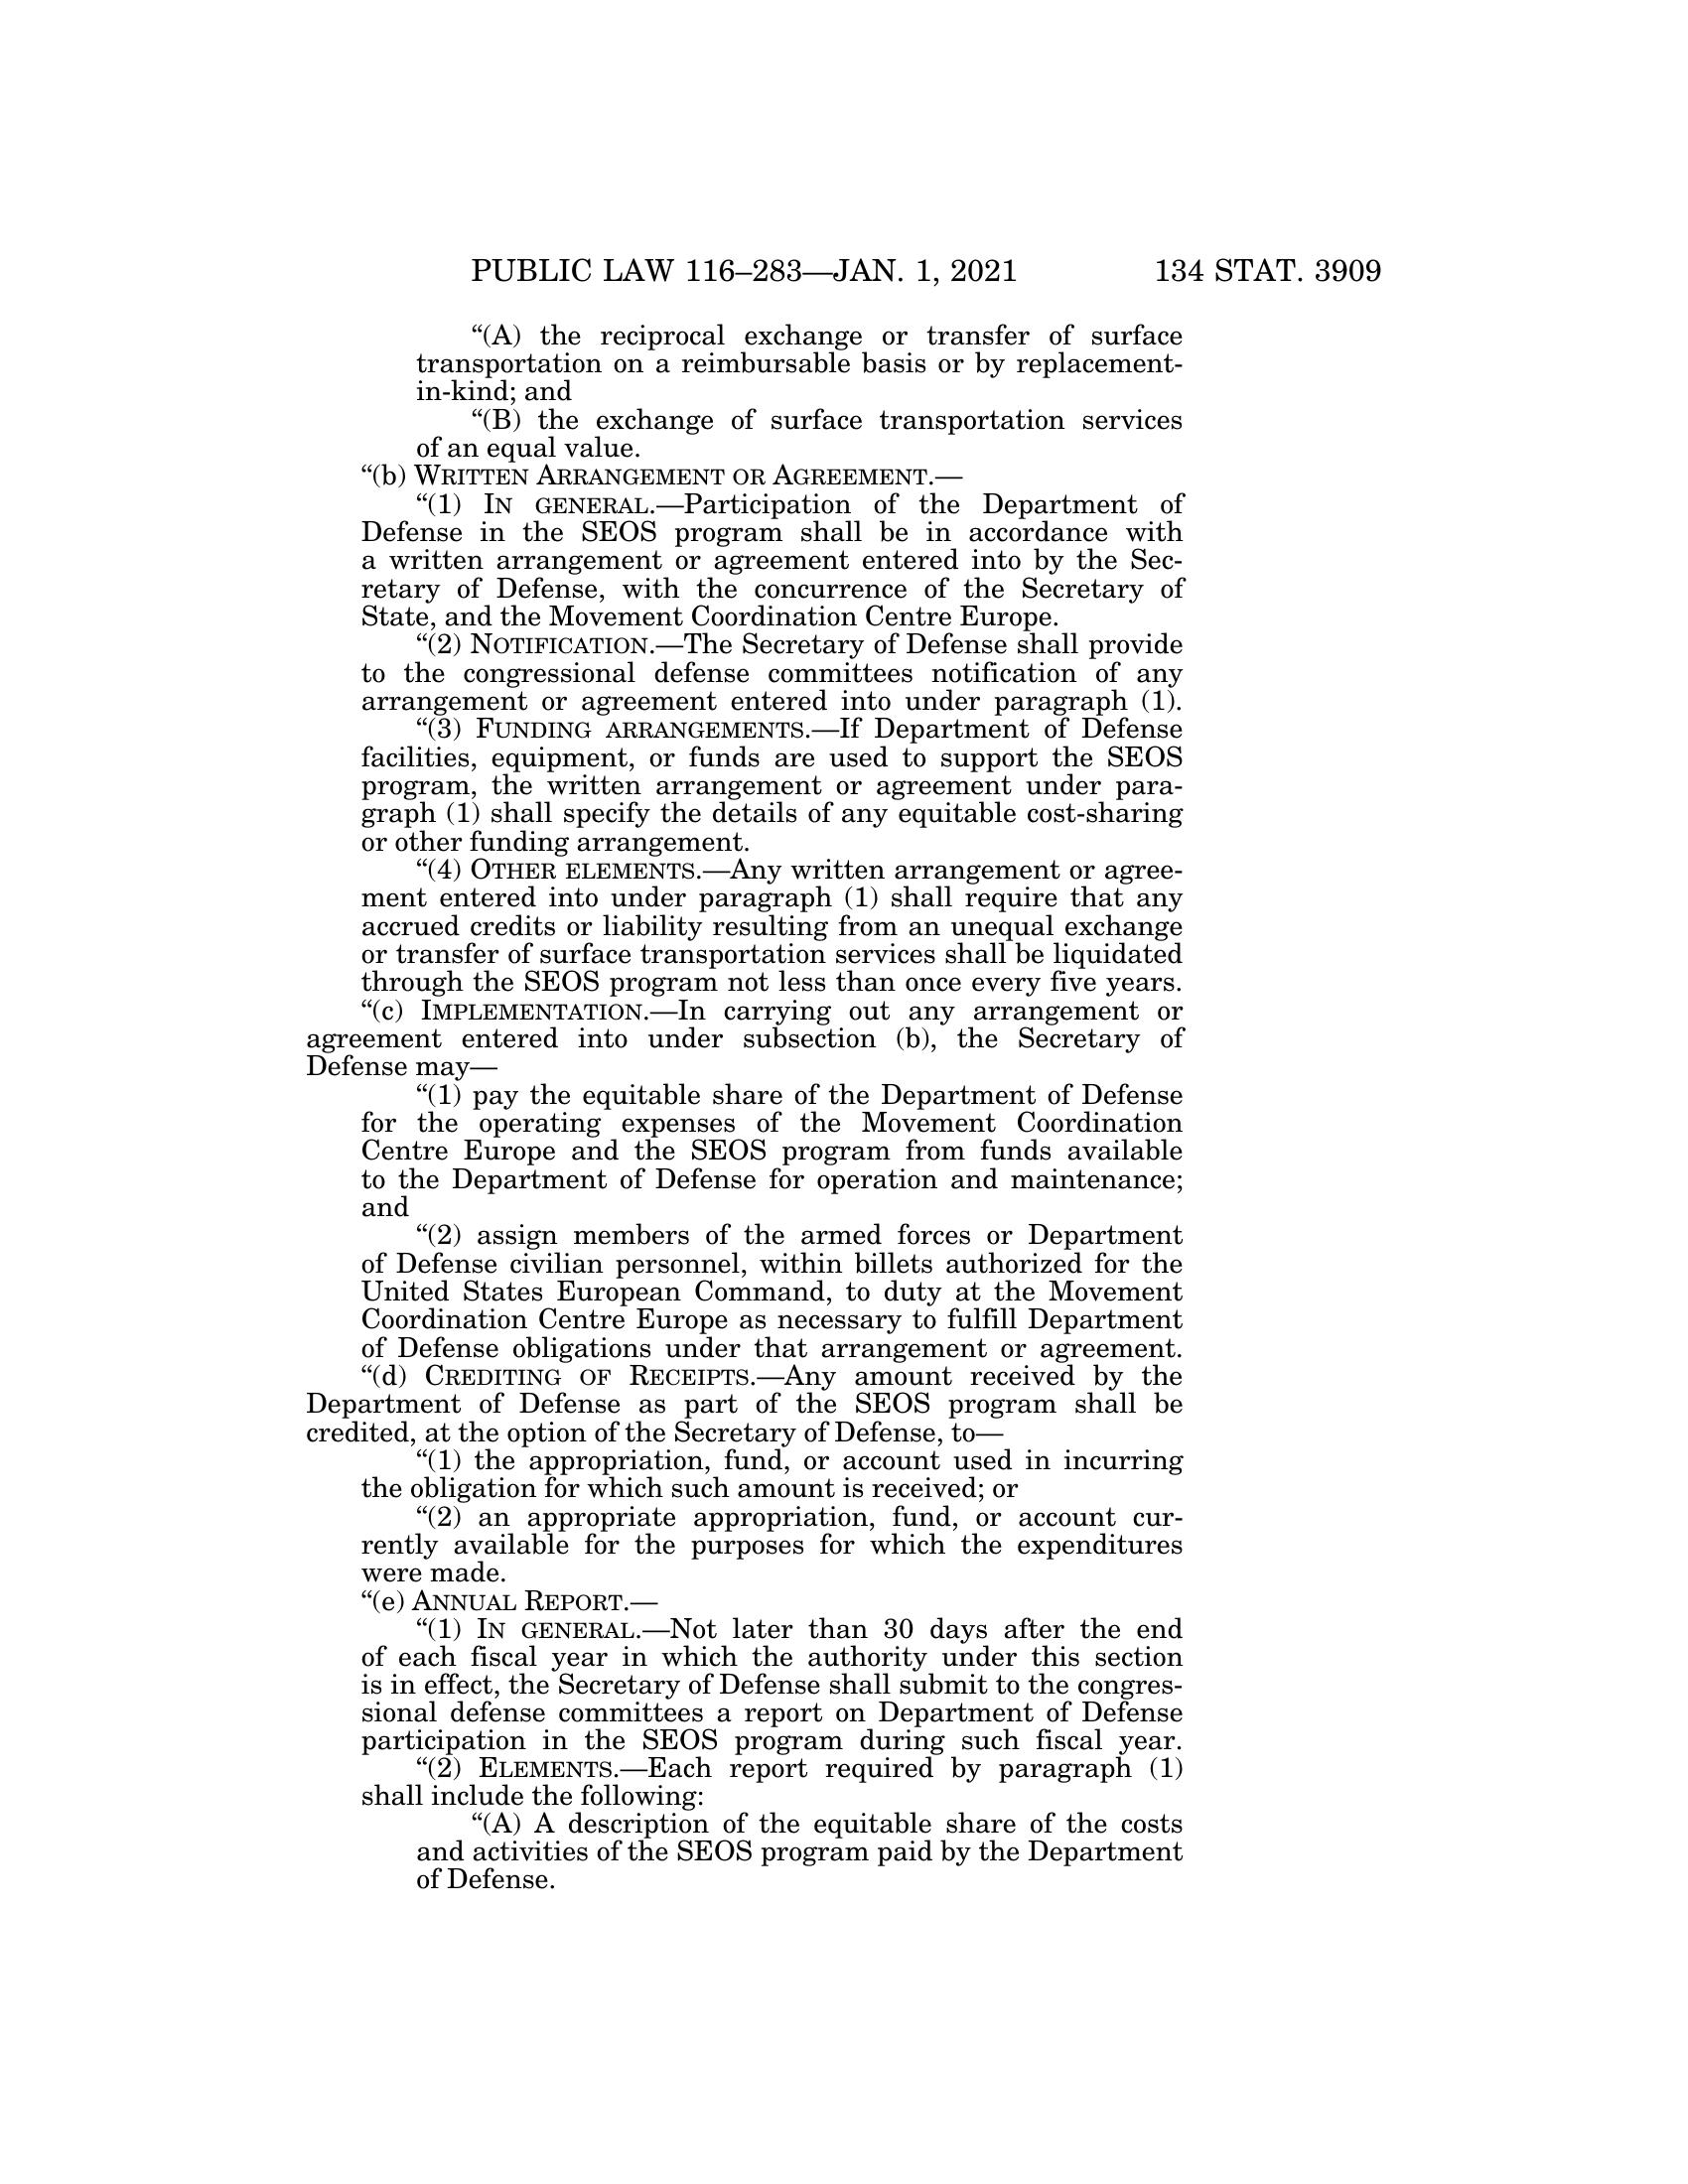 PUBLIC LAW 116–283—JAN. 1, 2021
134 STAT. 3909
“(A) the reciprocal exchange or transfer of surface
transportation on a reimbursable basis or by replacement-
in-kind; and
“(B) the exchange of surface transportation services
of an equal value.
“(b) WRITTEN ARRANGEMENT OR AGREEMENT.—
“(1) IN GENERAL.—Participation of the Department of
Defense in the SEOS program shall be in accordance with
a written arrangement or agreement entered into by the Sec-
retary of Defense, with the concurrence of the Secretary of
State, and the Movement Coordination Centre Europe.
“(2) NOTIFICATION.—The Secretary of Defense shall provide
to the congressional defense committees notification of any
arrangement or agreement entered into under paragraph (1).
“(3) FUNDING ARRANGEMENTS.—If Department of Defense
facilities, equipment, or funds are used to support the SEOS
program, the written arrangement or agreement under para-
graph (1) shall specify the details of any equitable cost-sharing
or other funding arrangement.
“(4) OTHER ELEMENTS.—Any written arrangement or agree-
ment entered into under paragraph (1) shall require that any
accrued credits or liability resulting from an unequal exchange
or transfer of surface transportation services shall be liquidated
through the SEOS program not less than once every five years.
“(c) IMPLEMENTATION.—In carrying out any arrangement or
agreement entered into under subsection (b), the Secretary of
Defense may—
“(1) pay the equitable share of the Department of Defense
for the operating expenses of the Movement Coordination
Centre Europe and the SEOS program from funds available
to the Department of Defense for operation and maintenance;
and
“(2) assign members of the armed forces or Department
of Defense civilian personnel, within billets authorized for the
United States European Command, to duty at the Movement
Coordination Centre Europe as necessary to fulfill Department
of Defense obligations under that arrangement or agreement.
“(d) CREDITING OF RECEIPTS.—Any amount received by the
Department of Defense as part of the SEOS program shall be
credited, at the option of the Secretary of Defense, to—
“(1) the appropriation, fund, or account used in incurring
the obligation for which such amount is received; or
“(2) an appropriate appropriation, fund, or account cur-
rently available for the purposes for which the expenditures
were made.
“(e) ANNUAL REPORT.—
“(1) IN GENERAL.—Not later than 30 days after the end
of each fiscal year in which the authority under this section
is in effect, the Secretary of Defense shall submit to the congres-
sional defense committees a report on Department of Defense
participation in the SEOS program during such fiscal year.
“(2) ELEMENTS.—Each report required by paragraph (1)
shall include the following:
“(A) A description of the equitable share of the costs
and activities of the SEOS program paid by the Department
of Defense.